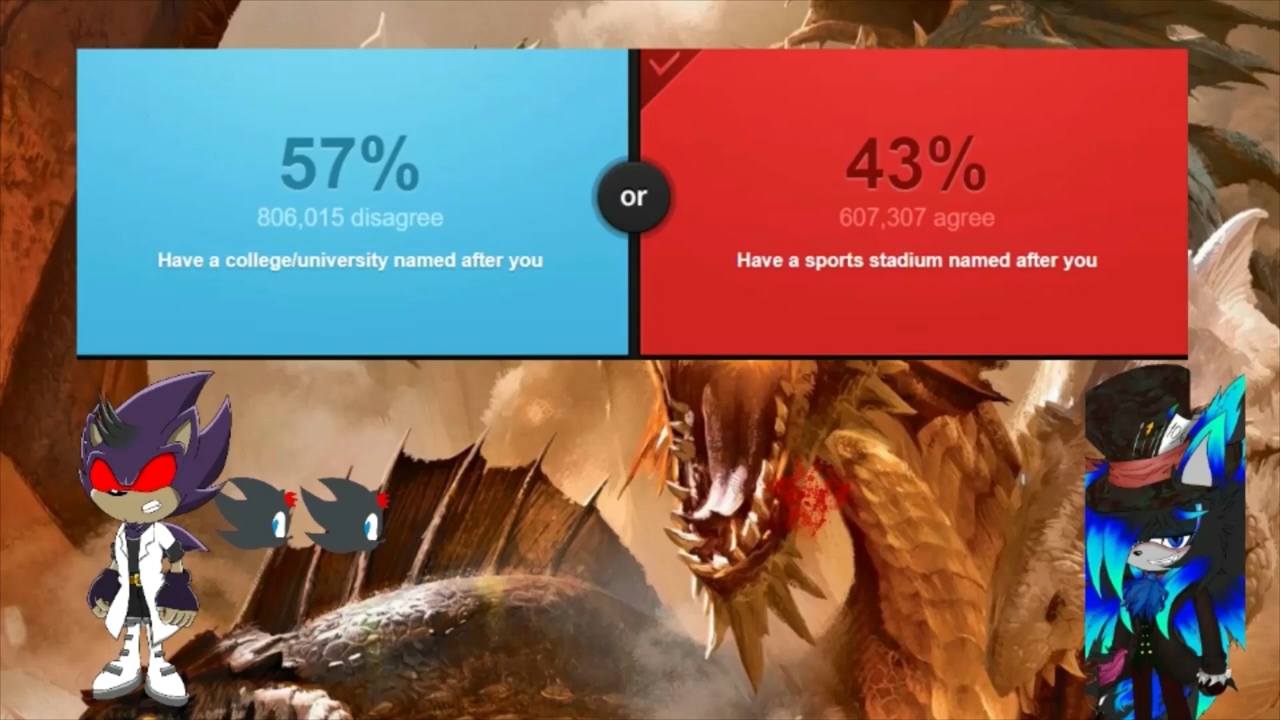 57%
806,015 disagree
Have a college/university named after you
or
43%
607,307 agree
Have a sports stadium named after you